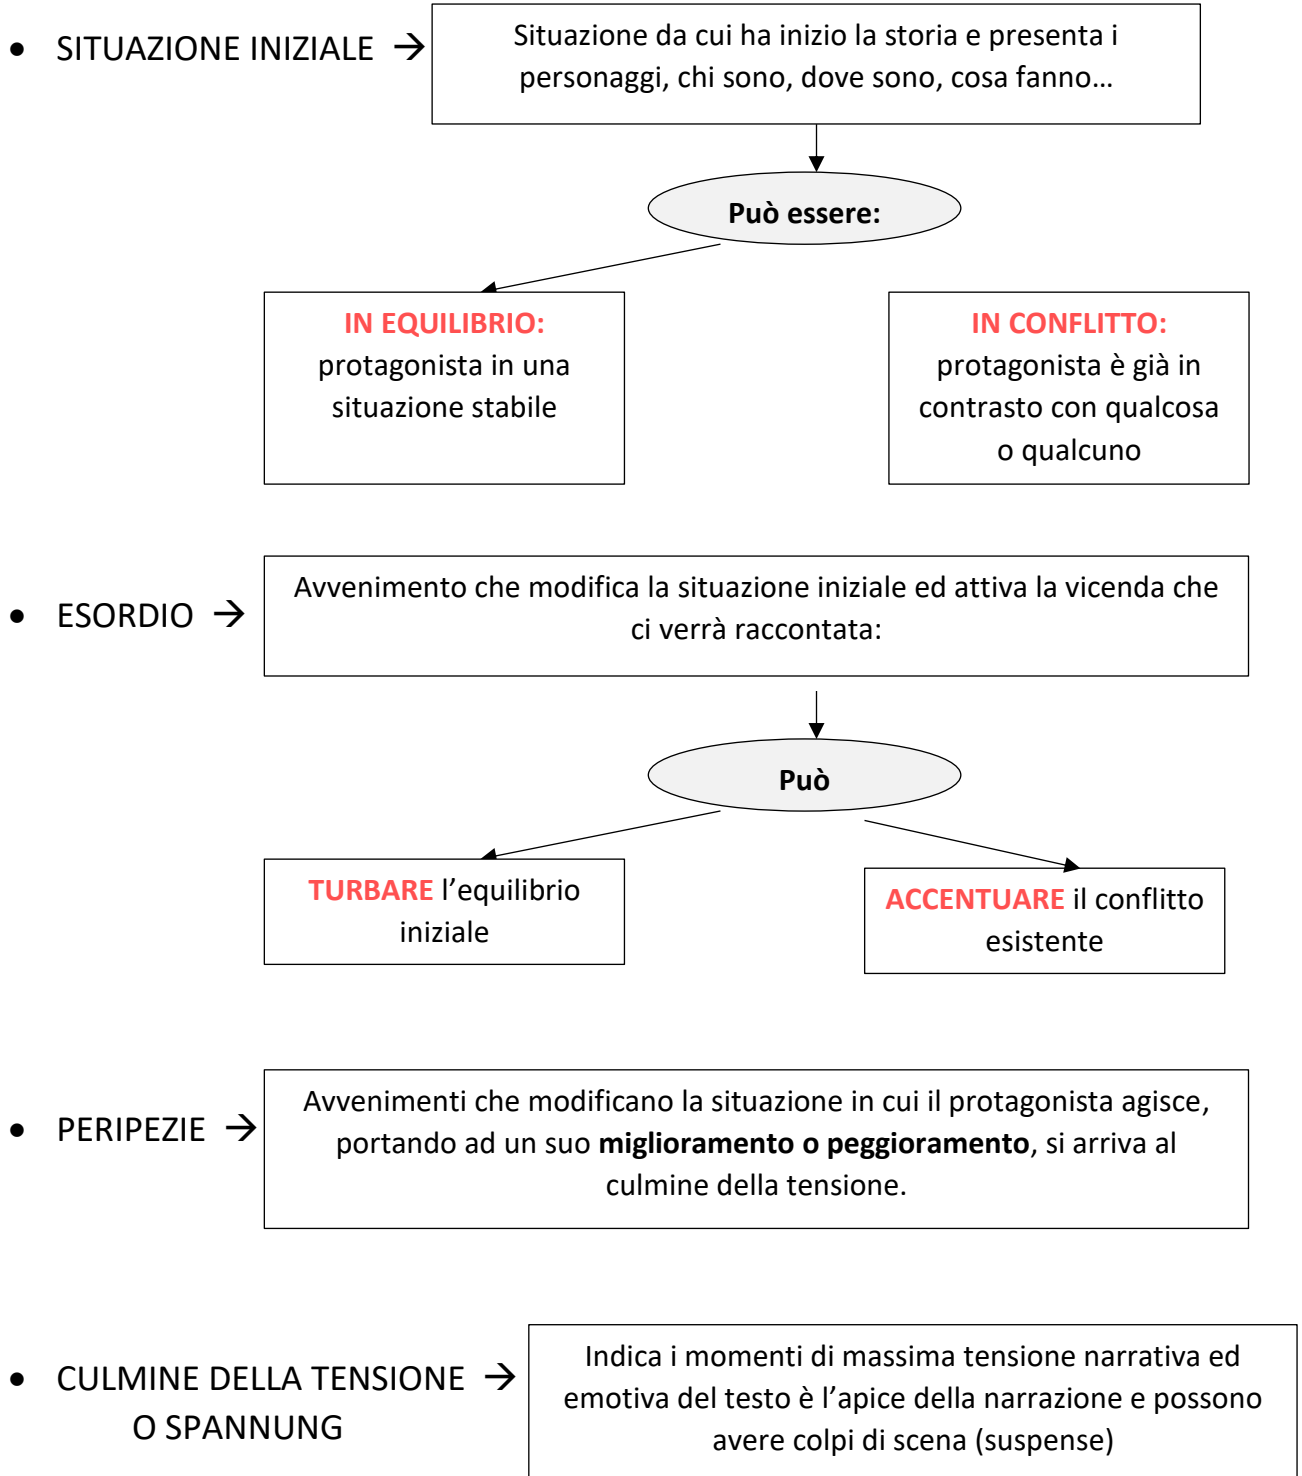 • SITUAZIONE INIZIALE →
Situazione da cui ha inizio la storia e presenta i
personaggi, chi sono, dove sono, cosa fanno…
Può essere:
IN EQUILIBRIO:
protagonista in una
situazione stabile
IN CONFLITTO:
protagonista è già in
contrasto con qualcosa
o qualcuno
• ESORDIO →
Avvenimento che modifica la situazione iniziale ed attiva la vicenda che
ci verrà raccontata:
Può
TURBARE l’equilibrio
iniziale
ACCENTUARE il conflitto
esistente
• PERIPEZIE →
Avvenimenti che modificano la situazione in cui il protagonista agisce,
portando ad un suo miglioramento o peggioramento, si arriva al
culmine della tensione.
• CULMINE DELLA TENSIONE →
O SPANNUNG
Indica i momenti di massima tensione narrativa ed
emotiva del testo è l’apice della narrazione e possono
avere colpi di scena (suspense)